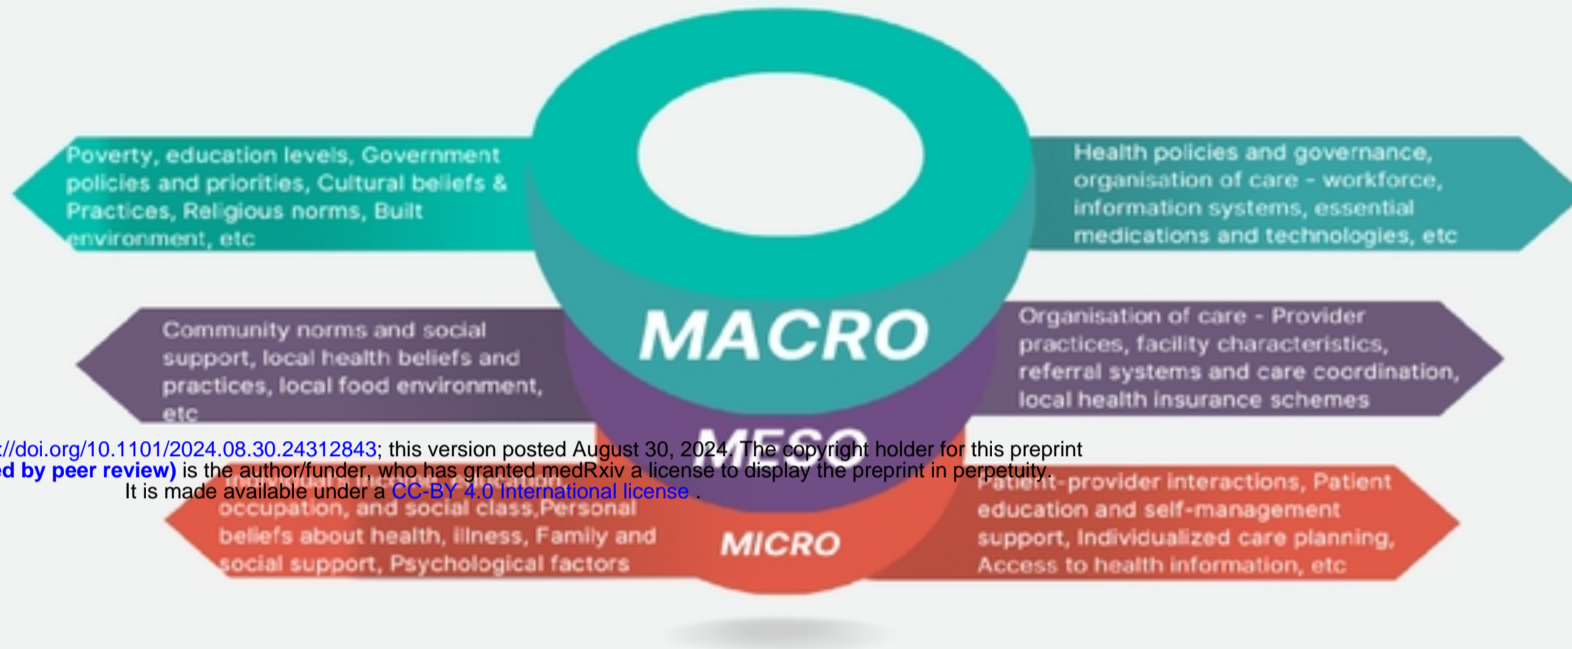 Poverty, education levels, Government
policies and priorities, Cultural beliefs &
Practices, Religious norms, Built
environment, etc
Health policies and governance,
organisation of care - workforce,
information systems, essential
medications and technologies, etc
MACRO
Community norms and social
support, local health beliefs and
practices, local food environment,
etc
Organisation of care - Provider
practices, facility characteristics,
referral systems and care coordination,
local health insurance schemes
MESO
://doi.org/10.1101/2024.08.30.24312843; this version posted August 30, 2024. The copyright holder for this preprint
ed by peer review) is the author/funder, who has granted medRxiv a license to display the preprint in perpetuity.
It is made available under a CC-BY 4.0 International license .
occupation, and social class,Personal
beliefs about health, illness, Family and
social support, Psychological factors
MICRO
Patient-provider interactions, Patient
education and self-management
support, Individualized care planning,
Access to health information, etc